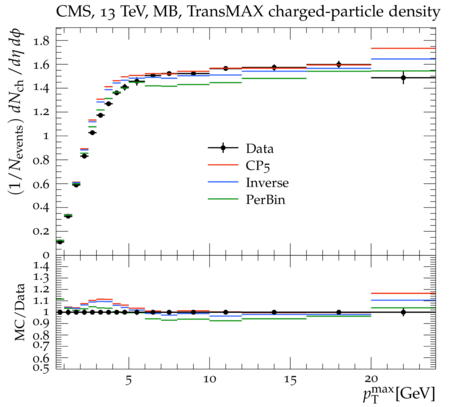 CMS, 13 TeV, MB, TransMAX charged-particle density
(1/N_events) dN_ch/dη dϕ
1.8
1.6
1.4
1.2
1
0.8
0.6
0.4
0.2
0
Data
CP5
Inverse
PerBin
MC/Data
1.4
1.3
1.2
1.1
1
0.9
0.8
0.7
0.6
0.5
5 10 15 20
p_T^max[GeV]